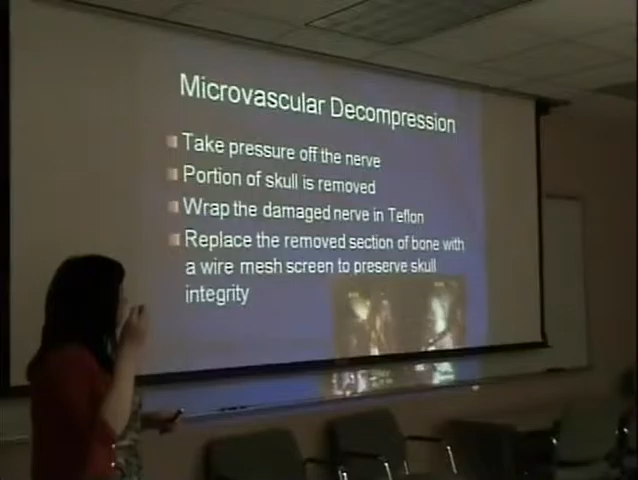 Microvascular Decompression
Take pressure off the nerve
Portion of skull is removed
Wrap the damaged nerve in Teflon
Replace the removed section of bone with
a wire mesh screen to preserve skull
integrity